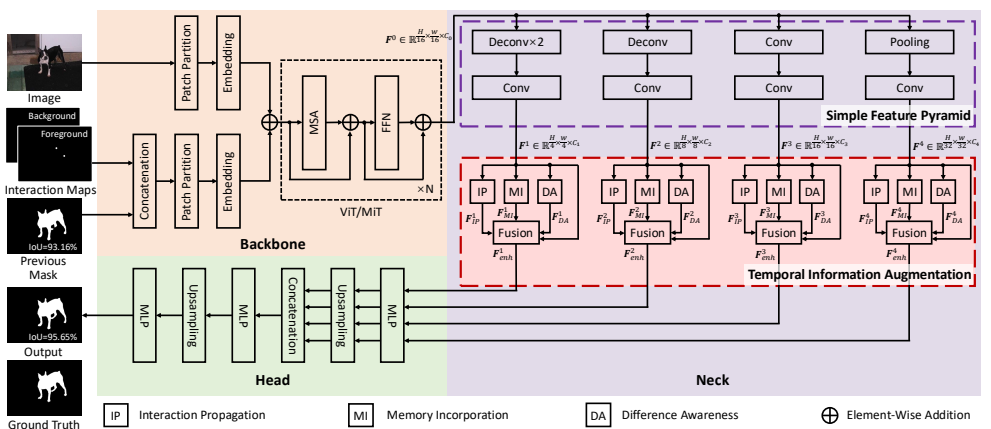 Image
Background
Foreground
Interaction Maps
IoU=93.16%
Previous
Mask
IoU=95.65%
Output
Ground Truth
Patch Partition
Embedding
Concatenation
Patch Partition
Embedding
MSA
FFN
×N
ViT/MiT
Backbone
F⁰ ∈ ℝ^{H/16 × W/16 × C₀}
Deconv×2
Deconv
Conv
Pooling
Conv
Conv
Conv
Conv
Simple Feature Pyramid
F¹ ∈ ℝ^{H/4 × W/4 × C₁}
F² ∈ ℝ^{H/8 × W/8 × C₂}
F³ ∈ ℝ^{H/16 × W/16 × C₃}
F⁴ ∈ ℝ^{H/32 × W/32 × C₄}
IP MI DA
IP MI DA
IP MI DA
IP MI DA
F¹_IP F¹_MI F¹_DA
F²_IP F²_MI F²_DA
F³_IP F³_MI F³_DA
F⁴_IP F⁴_MI F⁴_DA
Fusion
Fusion
Fusion
Fusion
F¹_enh
F²_enh
F³_enh
F⁴_enh
Temporal Information Augmentation
MLP
Upsampling
MLP
Concatenation
Upsampling
MLP
Head
Neck
IP Interaction Propagation
MI Memory Incorporation
DA Difference Awareness
⊕ Element-Wise Addition